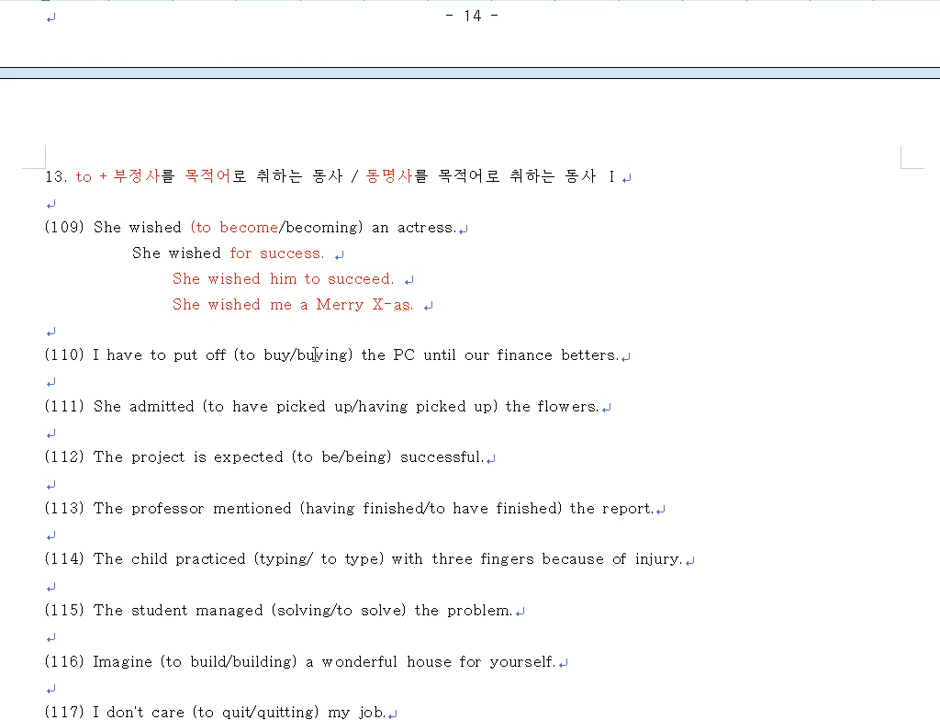 - 14 -
13. to + 부정사를 목적어로 취하는 동사 / 동명사를 목적어로 취하는 동사 I
(109) She wished (to become/becoming) an actress.
She wished for success.
She wished him to succeed.
She wished me a Merry X-as.
(110) I have to put off (to buy/buying) the PC until our finance betters.
(111) She admitted (to have picked up/having picked up) the flowers.
(112) The project is expected (to be/being) successful.
(113) The professor mentioned (having finished/to have finished) the report.
(114) The child practiced (typing/ to type) with three fingers because of injury.
(115) The student managed (solving/to solve) the problem.
(116) Imagine (to build/building) a wonderful house for yourself.
(117) I don't care (to quit/quitting) my job.